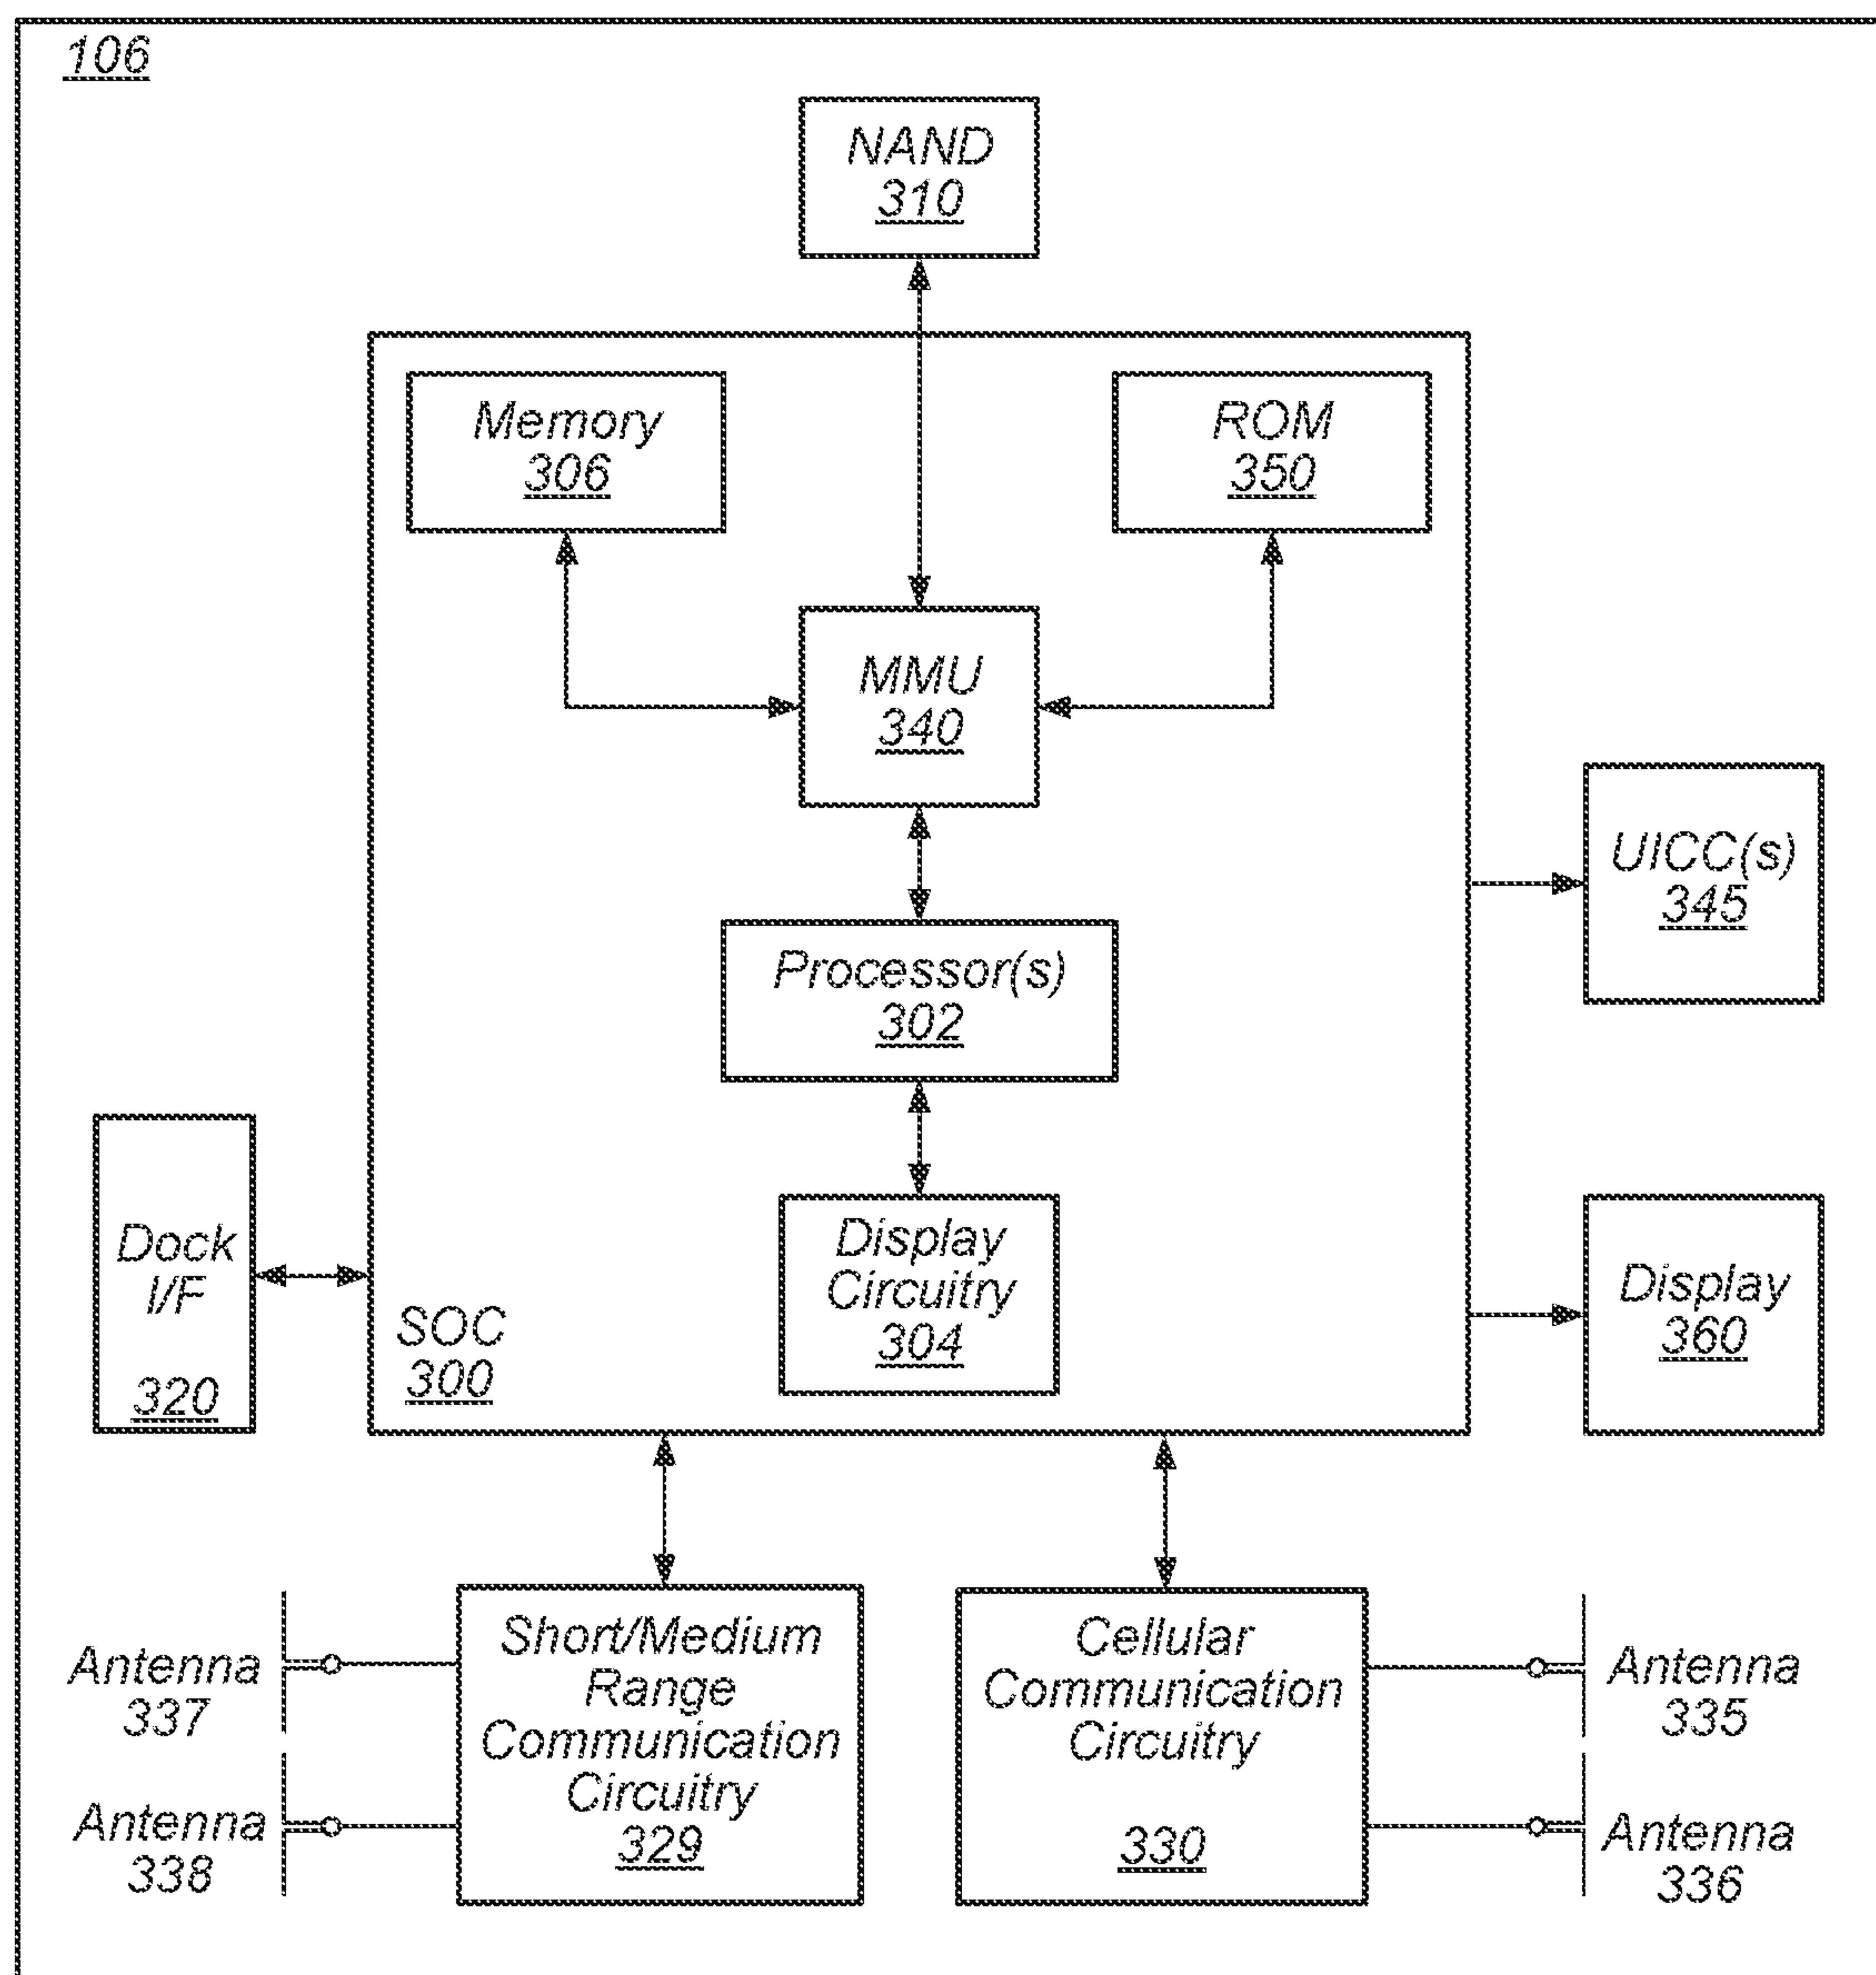 106
NAND
310
Memory
306
ROM
350
MMU
340
UICC(s)
345
Processor(s)
302
Dock
I/F
320
Display
Circuitry
304
SOC
300
Display
360
Short/Medium
Range
Communication
Circuitry
329
Cellular
Communication
Circuitry
330
Antenna
337
Antenna
338
Antenna
335
Antenna
336